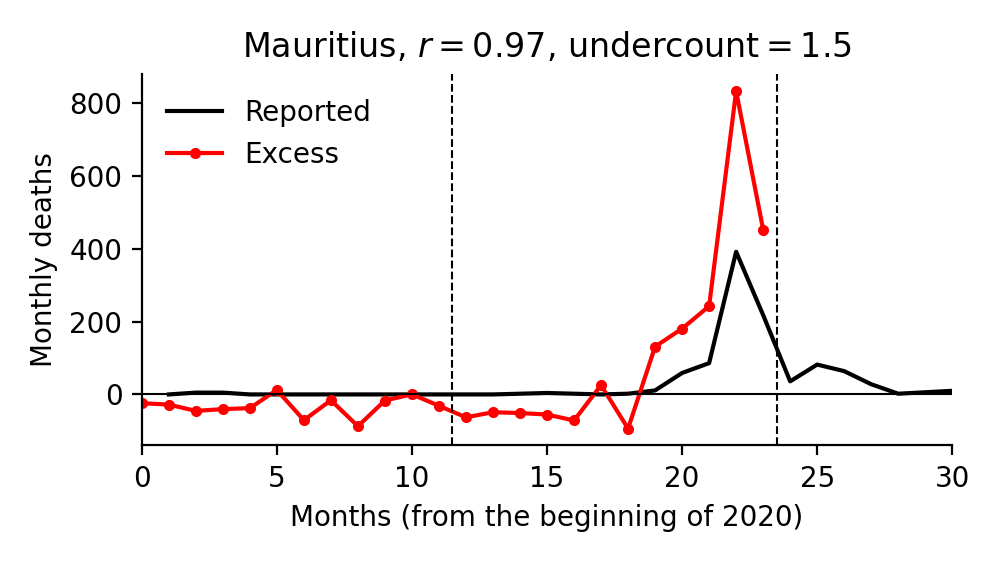 Mauritius, r = 0.97, undercount = 1.5
Reported
Excess
Monthly deaths
800
600
400
200
0
0 5 10 15 20 25 30
Months (from the beginning of 2020)